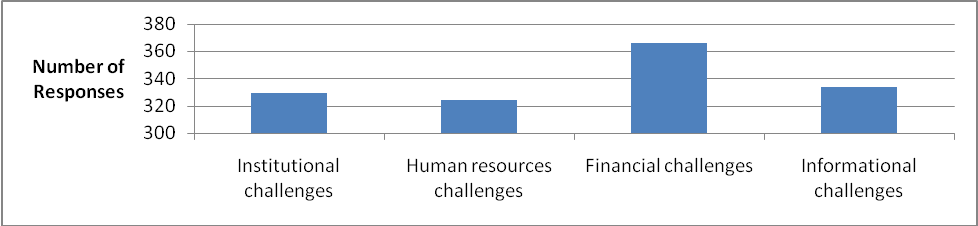 380
360
340
320
300
Number of
Responses
Institutional
challenges
Human resources
challenges
Financial challenges
Informational
challenges